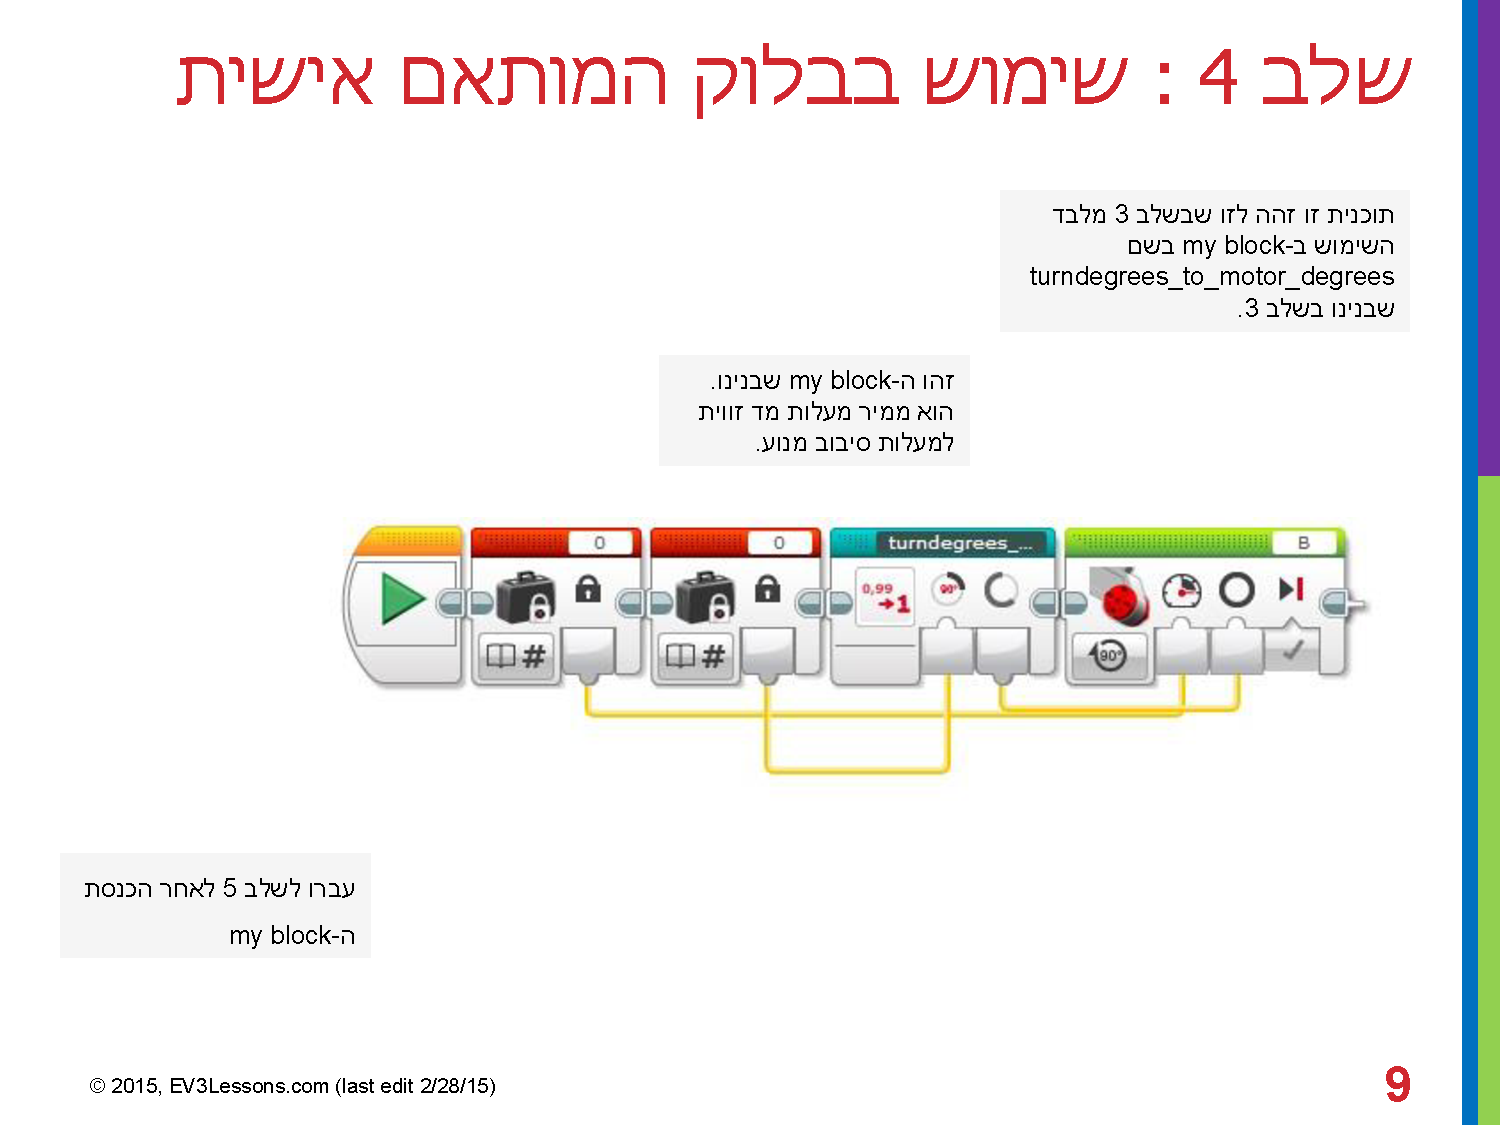 שלב 4 : שימוש בבלוק המותאם אישית
תוכנית זו זהה לזו שבשלב 3 מלבד
השימוש ב-my block בשם
turndegrees_to_motor_degrees
שבנינו בשלב 3.
זהו ה-my block שבנינו.
הוא ממיר מעלות מד זווית
למעלות סיבוב מנוע.
0
0
turndegrees_...
B
0,99
1
90°
#
#
90°
עברו לשלב 5 לאחר הכנסת
ה-my block
© 2015, EV3Lessons.com (last edit 2/28/15)
9